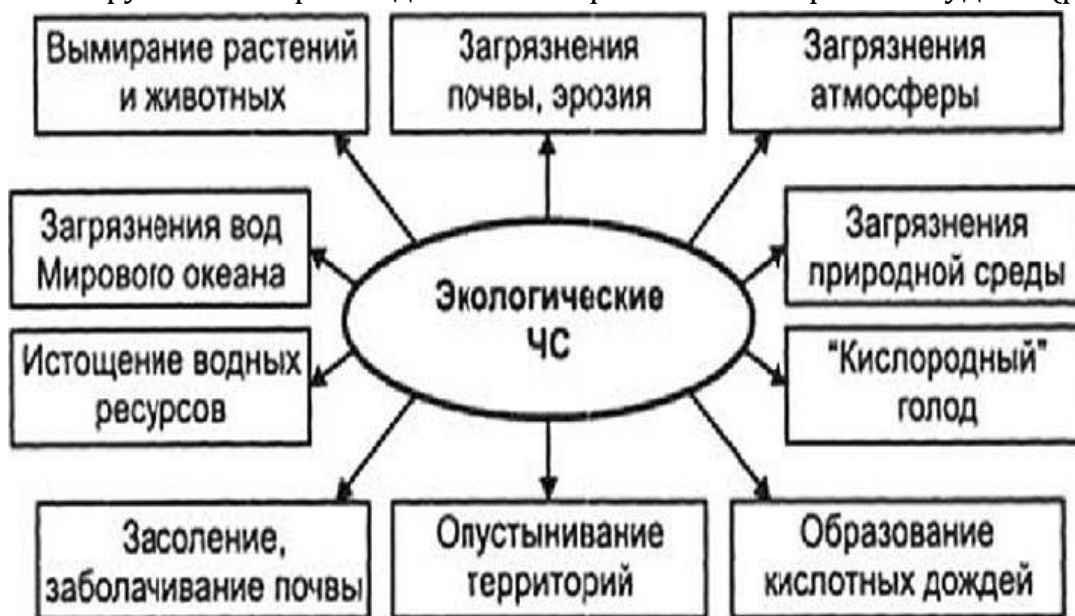 Вымирание растений
и животных
Загрязнения
почвы, эрозия
Загрязнения
атмосферы
Загрязнения вод
Мирового океана
Экологические
ЧС
Загрязнения
природной среды
Истощение водных
ресурсов
"Кислородный"
голод
Засоление,
заболачивание почвы
Опустынивание
территорий
Образование
кислотных дождей